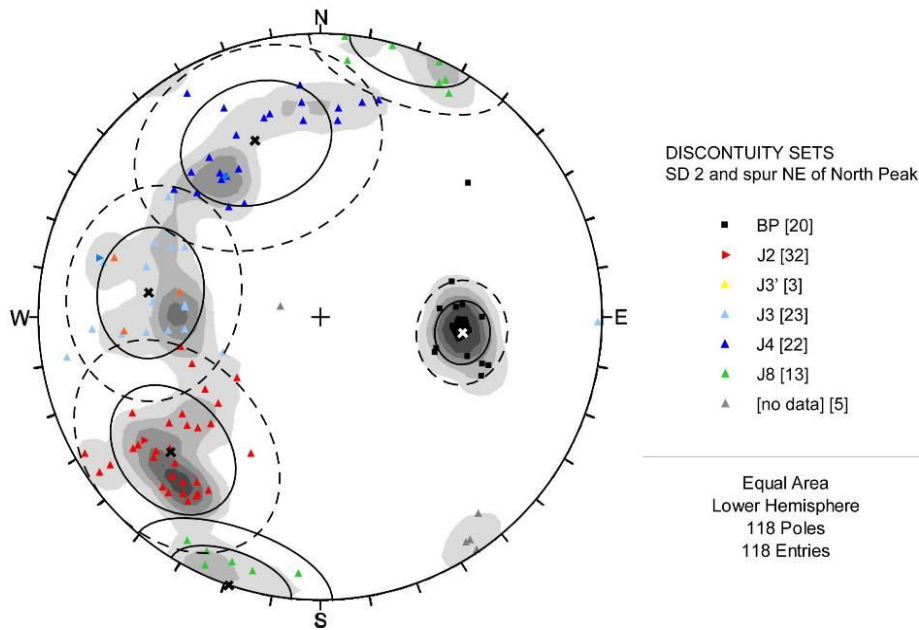 N
W
E
S
DISCONTUITY SETS
SD 2 and spur NE of North Peak
BP [20]
J2 [32]
J3' [3]
J3 [23]
J4 [22]
J8 [13]
[no data] [5]
Equal Area
Lower Hemisphere
118 Poles
118 Entries